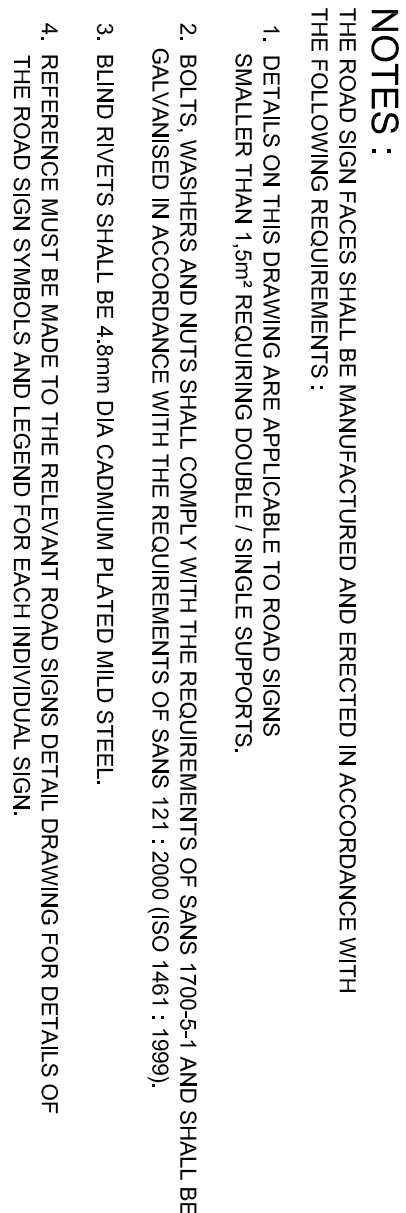 NOTES :
THE ROAD SIGN FACES SHALL BE MANUFACTURED AND ERECTED IN ACCORDANCE WITH
THE FOLLOWING REQUIREMENTS :
1. DETAILS ON THIS DRAWING ARE APPLICABLE TO ROAD SIGNS
SMALLER THAN 1,5m² REQUIRING DOUBLE / SINGLE SUPPORTS.
2. BOLTS, WASHERS AND NUTS SHALL COMPLY WITH THE REQUIREMENTS OF SANS 1700-5-1 AND SHALL BE
GALVANISED IN ACCORDANCE WITH THE REQUIREMENTS OF SANS 121 : 2000 (ISO 1461 : 1999).
3. BLIND RIVETS SHALL BE 4.8mm DIA CADMIUM PLATED MILD STEEL.
4. REFERENCE MUST BE MADE TO THE RELEVANT ROAD SIGNS DETAIL DRAWING FOR DETAILS OF
THE ROAD SIGN SYMBOLS AND LEGEND FOR EACH INDIVIDUAL SIGN.